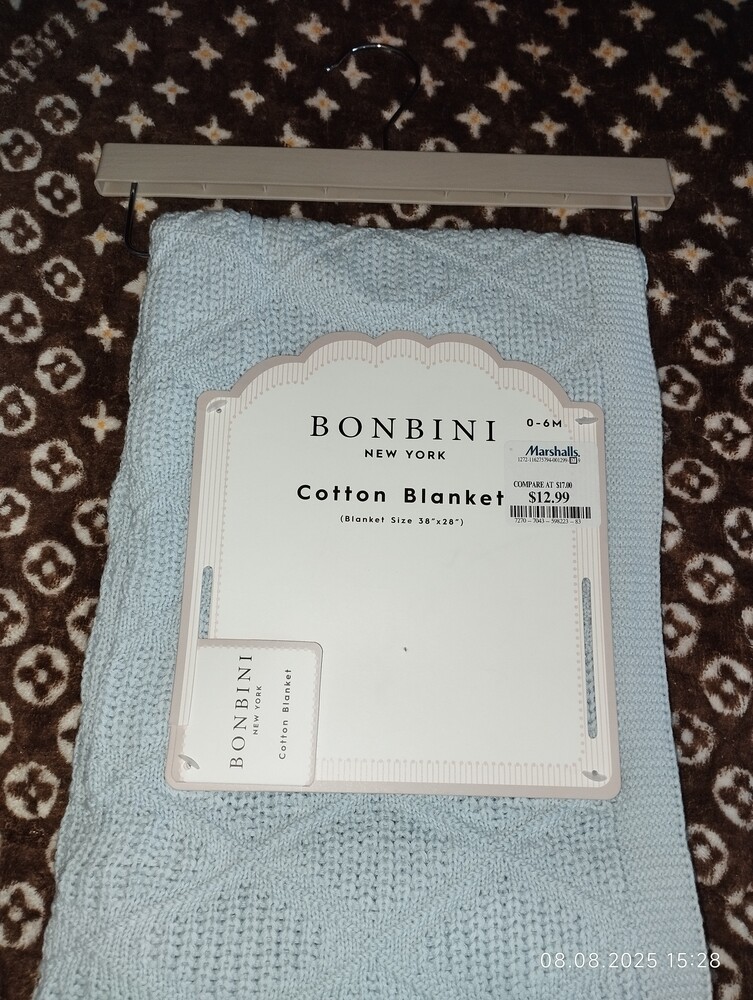 BONBINI
NEW YORK
0-6M
Cotton Blanket
(Blanket Size 38"x28")
Marshalls.
COMPARE AT $17.00
$12.99
BONBINI
NEW YORK
Cotton Blanket
08.08.2025 15:28